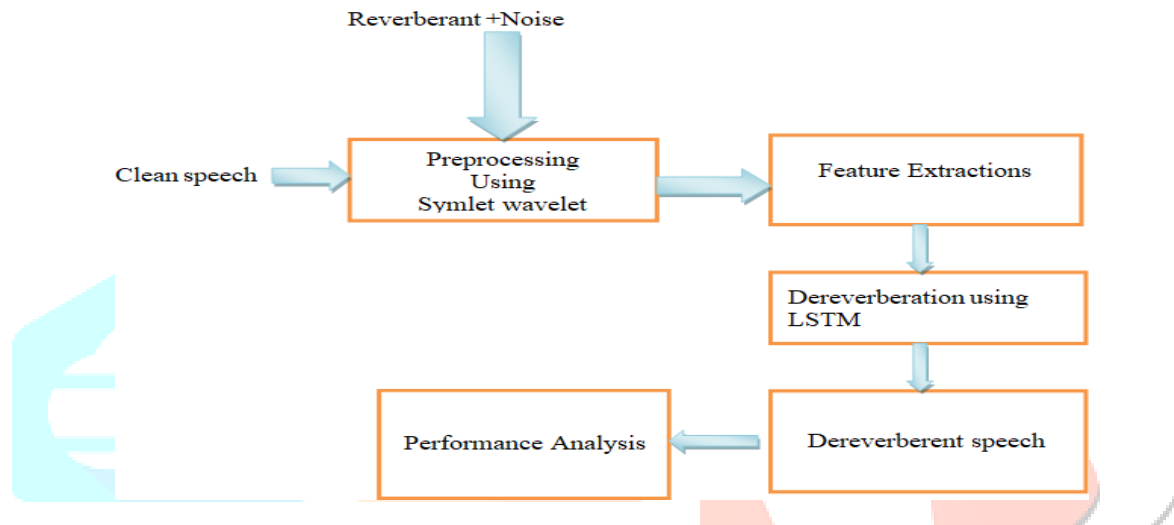 Reverberant +Noise
Clean speech
Preprocessing
Using
Symlet wavelet
Feature Extractions
Dereverberation using
LSTM
Dereverberent speech
Performance Analysis